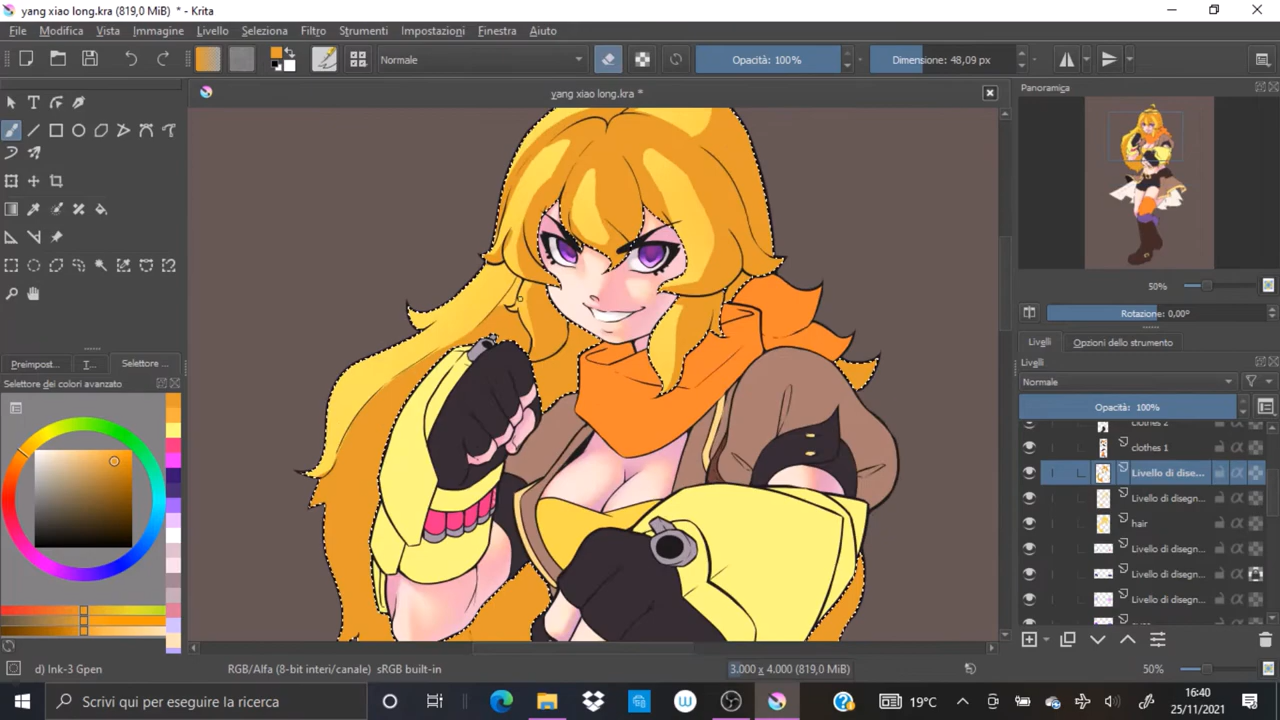 yang xiao long.kra (819,0 MiB) * - Krita
File Modifica Vista Immagine Livello Seleziona Filtro Strumenti Impostazioni Finestra Aiuto
Normale
Opacità: 100%
Dimensione: 48,09 px
yang xiao long.kra *
Panoramica
50%
Rotazione: 0,00°
Livelli Opzioni dello strumento
Livelli
Normale
Opacità: 100%
clothes 2
clothes 1
Livello di dise...
Livello di disegn...
hair
Livello di disegn...
Livello di disegn...
Livello di disegn...
Preimpost... T... Selettore ...
Selettore dei colori avanzato
d) Ink-3 Gpen
RGB/Alfa (8-bit interi/canale) sRGB built-in
3.000 x 4.000 (819,0 MiB)
50%
Scrivi qui per eseguire la ricerca
19°C
16:40
25/11/2021